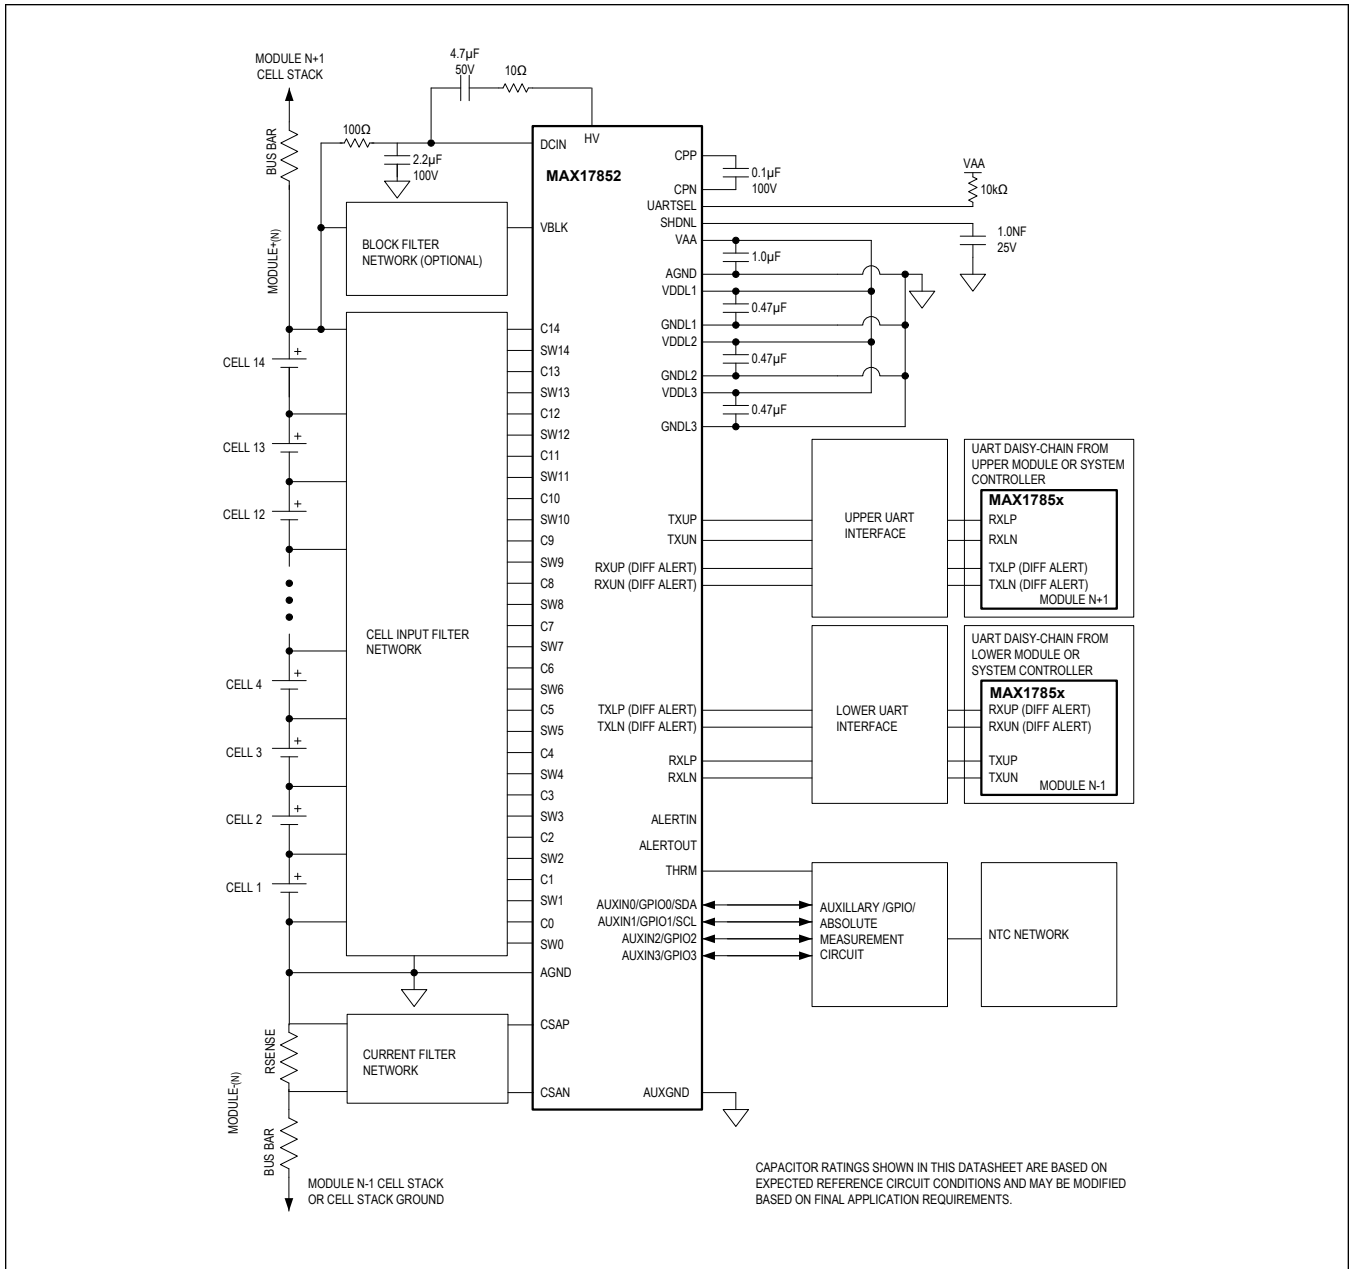 MODULE N+1
CELL STACK
4.7µF
50V
10Ω
BUS BAR
100Ω
2.2µF
100V
HV
DCIN
MAX17852
VBLK
BLOCK FILTER
NETWORK (OPTIONAL)
MODULE+(N)
CPP
0.1µF
100V
CPN
UARTSEL
VAA
10kΩ
SHDNL
1.0NF
25V
VAA
1.0µF
AGND
VDDL1
0.47µF
GNDL1
VDDL2
0.47µF
GNDL2
VDDL3
0.47µF
GNDL3
CELL 14
+
CELL 13
+
CELL 12
+
CELL 4
+
CELL 3
+
CELL 2
+
CELL 1
+
CELL INPUT FILTER
NETWORK
C14
SW14
C13
SW13
C12
SW12
C11
SW11
C10
SW10
C9
SW9
C8
SW8
C7
SW7
C6
SW6
C5
SW5
C4
SW4
C3
SW3
C2
SW2
C1
SW1
C0
SW0
AGND
CSAP
CSAN
TXUP
TXUN
RXUP (DIFF ALERT)
RXUN (DIFF ALERT)
UPPER UART
INTERFACE
UART DAISY-CHAIN FROM
UPPER MODULE OR SYSTEM
CONTROLLER
MAX1785x
RXLP
RXLN
TXLP (DIFF ALERT)
TXLN (DIFF ALERT)
MODULE N+1
TXLP (DIFF ALERT)
TXLN (DIFF ALERT)
RXLP
RXLN
LOWER UART
INTERFACE
UART DAISY-CHAIN FROM
LOWER MODULE OR
SYSTEM CONTROLLER
MAX1785x
RXUP (DIFF ALERT)
RXUN (DIFF ALERT)
TXUP
TXUN
MODULE N-1
ALERTIN
ALERTOUT
THRM
AUXIN0/GPIO0/SDA
AUXIN1/GPIO1/SCL
AUXIN2/GPIO2
AUXIN3/GPIO3
AUXILLARY /GPIO/
ABSOLUTE
MEASUREMENT
CIRCUIT
NTC NETWORK
AUXGND
RSENSE
CURRENT FILTER
NETWORK
MODULE-(N)
BUS BAR
MODULE N-1 CELL STACK
OR CELL STACK GROUND
CAPACITOR RATINGS SHOWN IN THIS DATASHEET ARE BASED ON
EXPECTED REFERENCE CIRCUIT CONDITIONS AND MAY BE MODIFIED
BASED ON FINAL APPLICATION REQUIREMENTS.